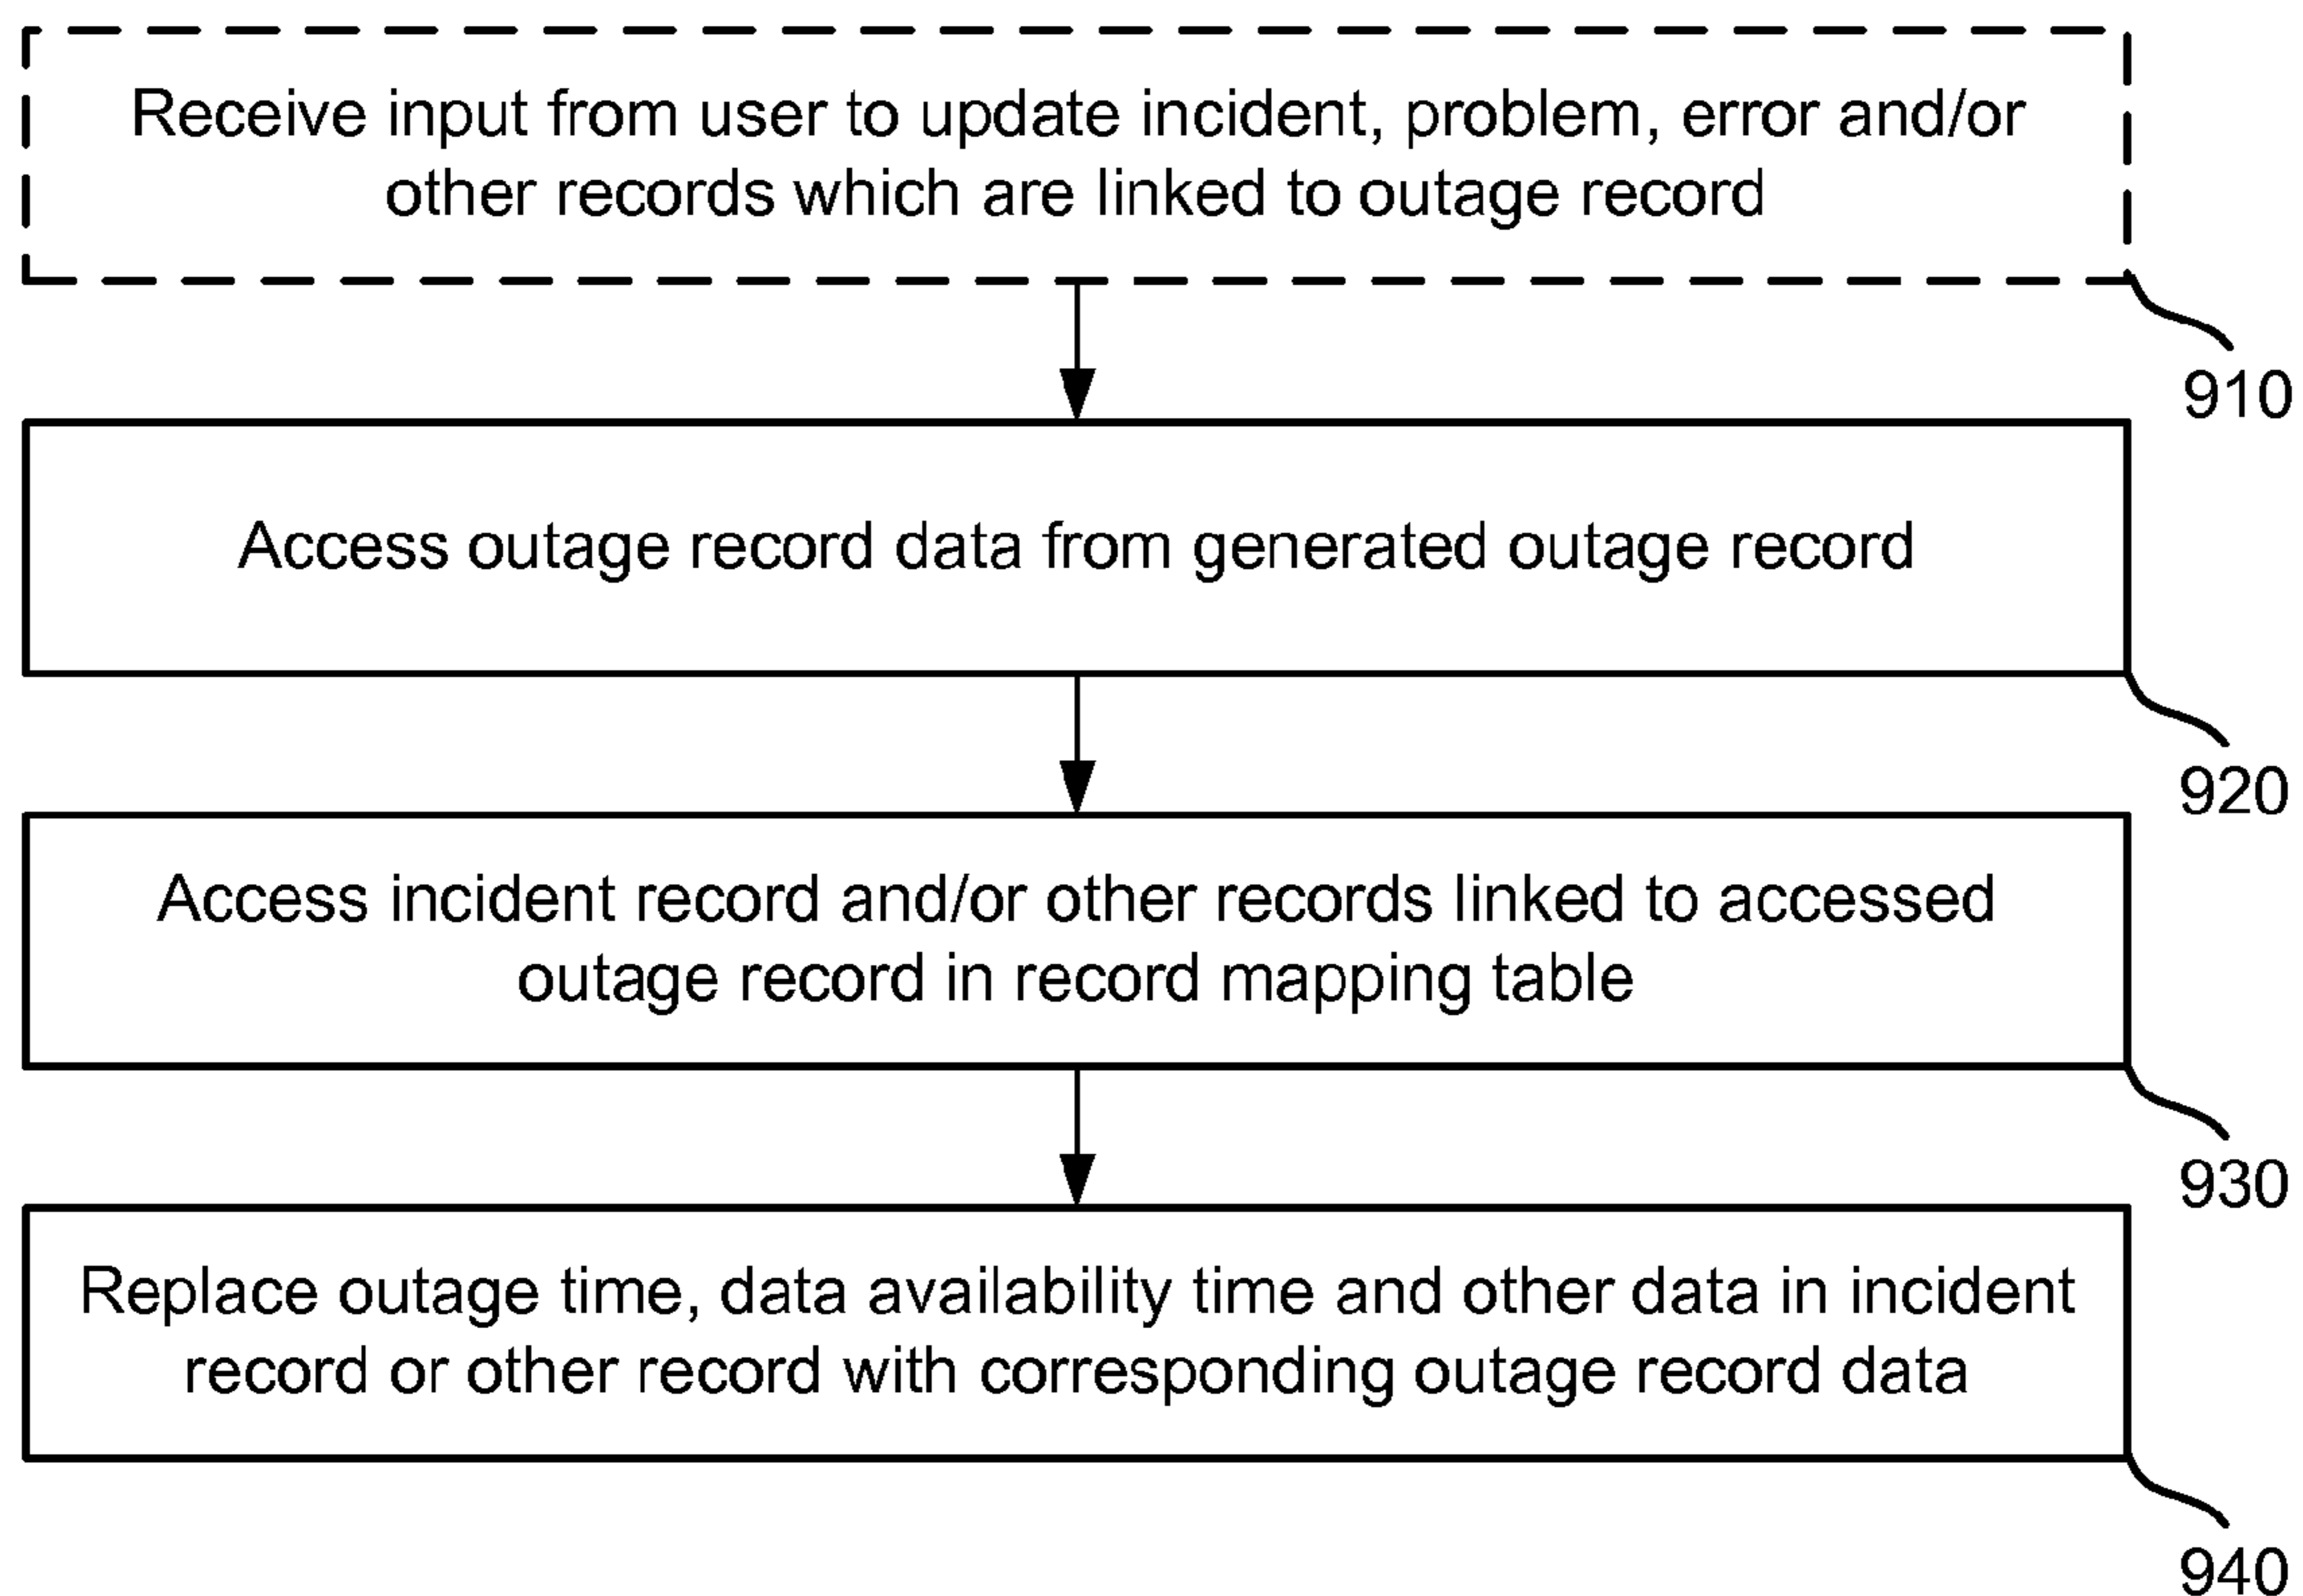 Receive input from user to update incident, problem, error and/or
other records which are linked to outage record
910
Access outage record data from generated outage record
920
Access incident record and/or other records linked to accessed
outage record in record mapping table
930
Replace outage time, data availability time and other data in incident
record or other record with corresponding outage record data
940